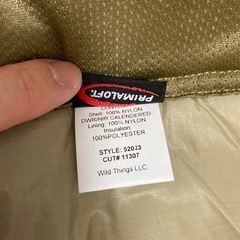 PRIMALOFT
CONTENTS:
Shell: 100% NYLON
DWR/NIR CALENDERED
Lining: 100% NYLON
Insulation:
100%POLYESTER
STYLE: 52023
CUT# 11307
Wild Things LLC